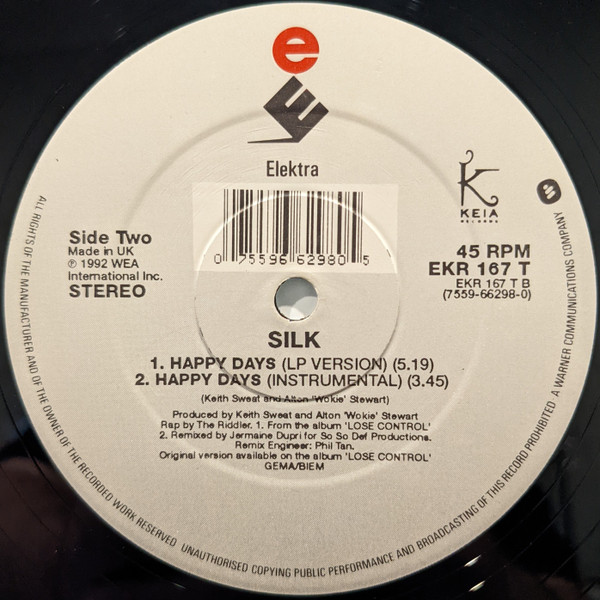 e
E
Elektra
KEIA
RECORDS
0 75596 62980 5
Side Two
Made in UK
℗ 1992 WEA
International Inc.
STEREO
45 RPM
EKR 167 T
EKR 167 T B
(7559-66298-0)
SILK
1. HAPPY DAYS (LP VERSION) (5.19)
2. HAPPY DAYS (INSTRUMENTAL) (3.45)
(Keith Sweat and Alton 'Wokie' Stewart)
Produced by Keith Sweat and Alton 'Wokie' Stewart
Rap by The Riddler. 1. From the album 'LOSE CONTROL'
2. Remixed by Jermaine Dupri for So So Def Productions.
Remix Engineer: Phil Tan.
Original version available on the album 'LOSE CONTROL'
GEMA/BIEM
ALL RIGHTS OF THE MANUFACTURER AND OF THE OWNER OF THE RECORDED WORK RESERVED UNAUTHORISED COPYING PUBLIC PERFORMANCE AND BROADCASTING OF THIS RECORD PROHIBITED A WARNER COMMUNICATIONS COMPANY